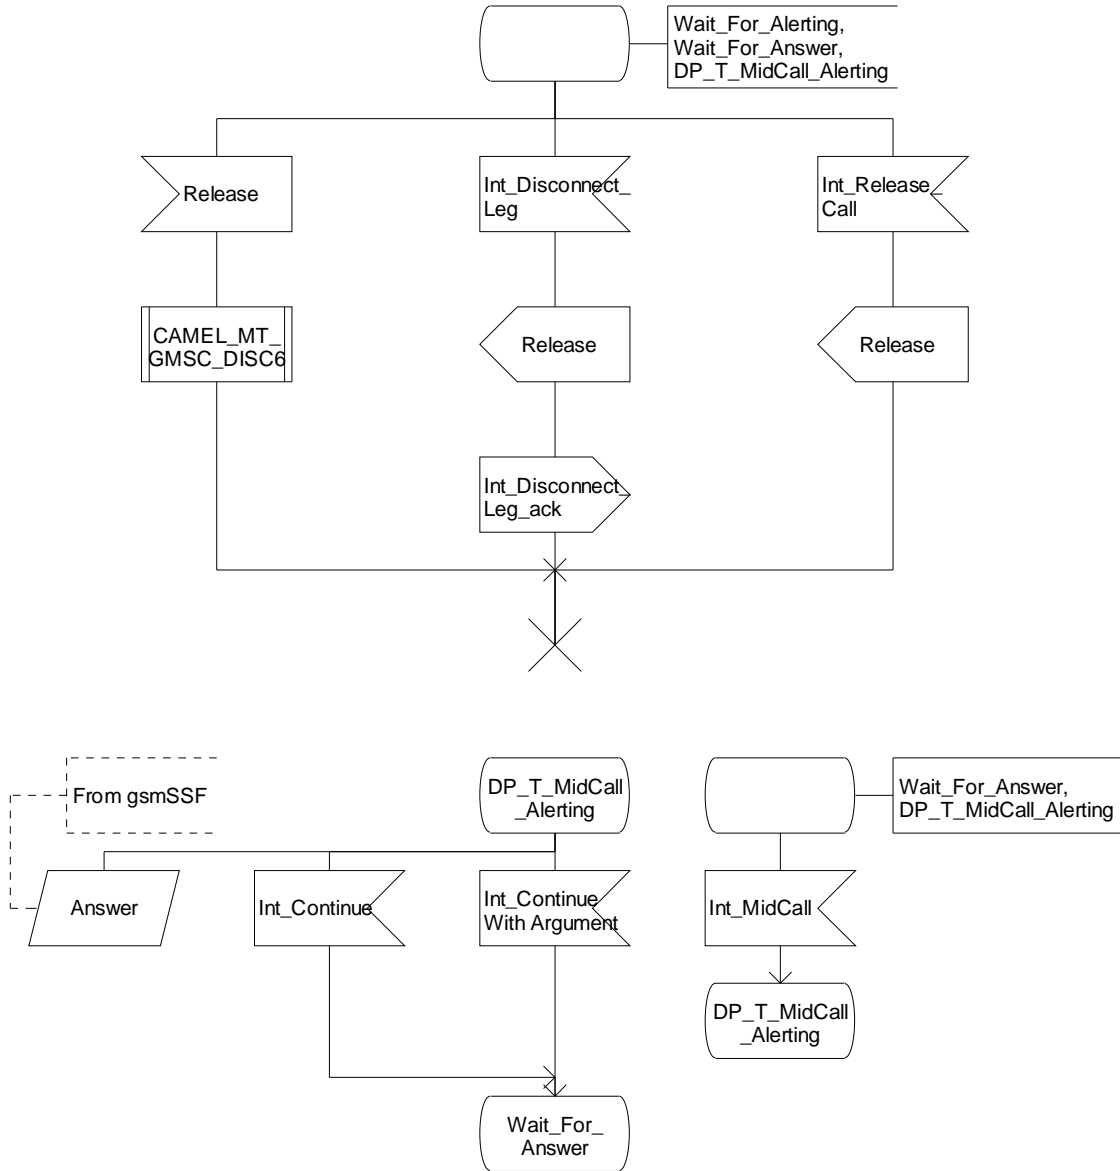 Wait_For_Alerting,
Wait_For_Answer,
DP_T_MidCall_Alerting
Release
Int_Disconnect_
Leg
Int_Release_
Call
CAMEL_MT_
GMSC_DISC6
Release
Release
Int_Disconnect_
Leg_ack
From gsmSSF
DP_T_MidCall
_Alerting
Wait_For_Answer,
DP_T_MidCall_Alerting
Answer
Int_Continue
Int_Continue_
With Argument
Int_MidCall
DP_T_MidCall
_Alerting
Wait_For_
Answer